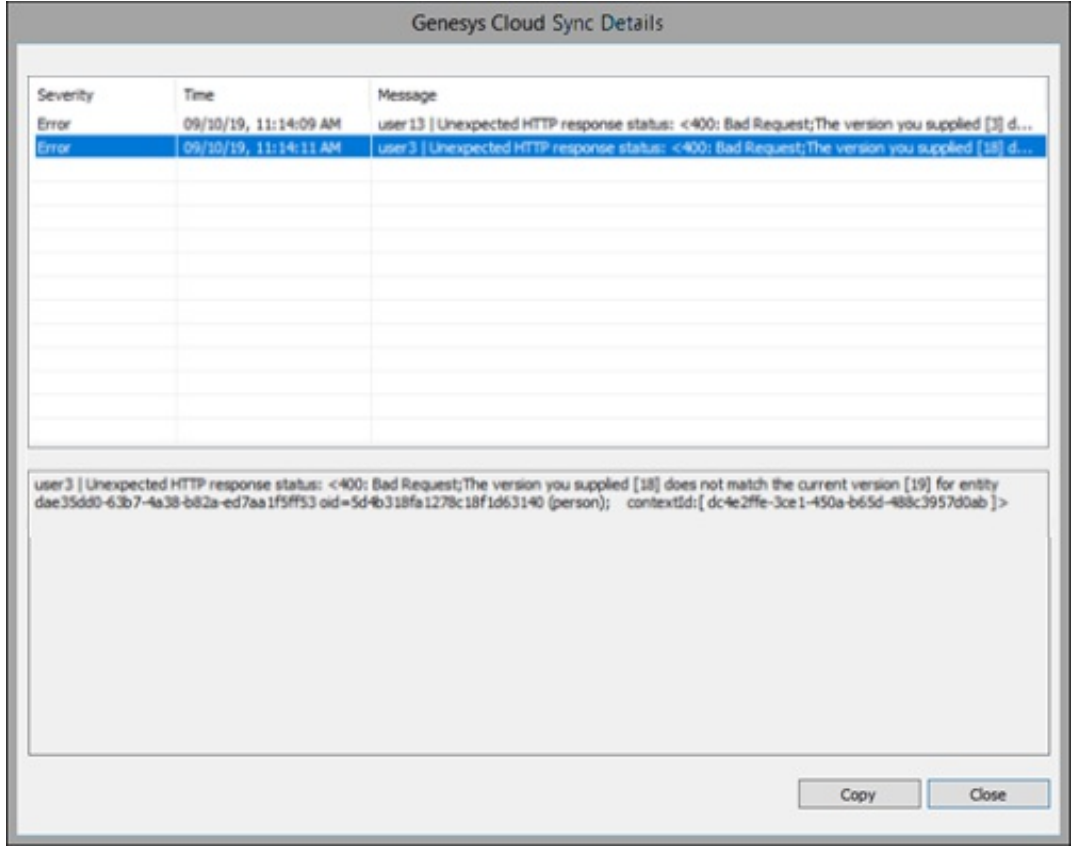 Genesys Cloud Sync Details
Severity Time Message
Error 09/10/19, 11:14:09 AM user13 | Unexpected HTTP response status: <400: Bad Request;The version you supplied [3] d...
Error 09/10/19, 11:14:11 AM user3 | Unexpected HTTP response status: <400: Bad Request;The version you supplied [18] d...
user3 | Unexpected HTTP response status: <400: Bad Request;The version you supplied [18] does not match the current version [19] for entity
dae35dd0-63b7-4a38-b82a-ed7aa1f5ff53 oid=5d4b318fa1278c18f1d63140 (person); contextId:[ dc4e2ffe-3ce1-450a-b65d-488c3957d0ab ]>
Copy Close